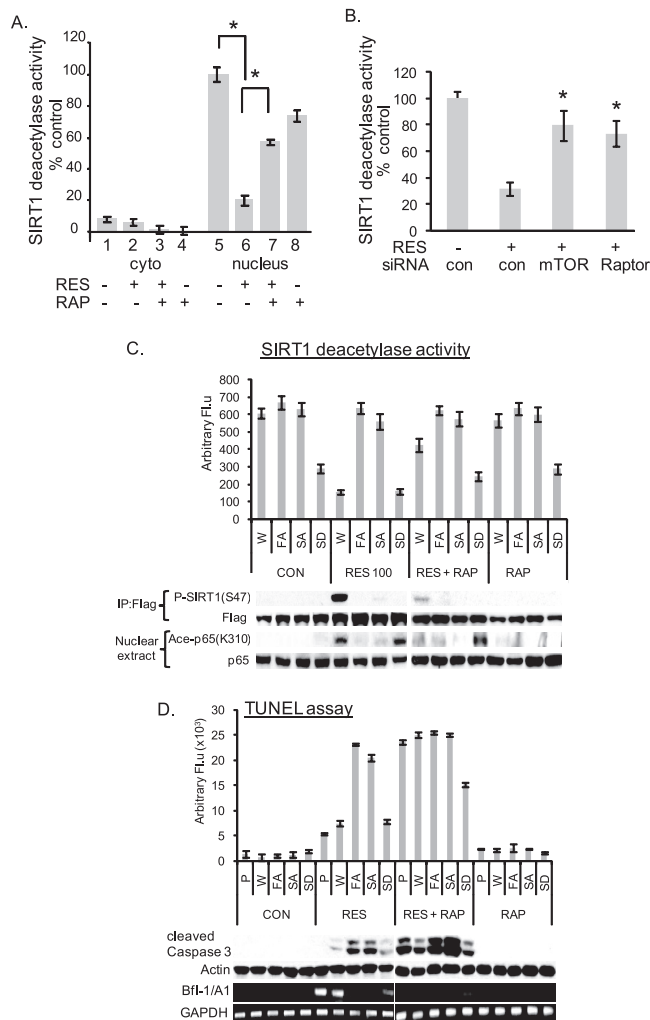 A.
SIRT1 deacetylase activity
% control
120
100
80
60
40
20
0
*
*
1 2 3 4 5 6 7 8
cyto nucleus
RES - + + - - + + -
RAP - - + + - - + +
B.
SIRT1 deacetylase activity
% control
120
100
80
60
40
20
0
*
*
RES - + + +
siRNA con con mTOR Raptor
C.
SIRT1 deacetylase activity
Arbitrary Fl.u
800
700
600
500
400
300
200
100
0
W FA SA SD W FA SA SD W FA SA SD W FA SA SD
CON RES 100 RES + RAP RAP
IP:Flag
P-SIRT1(S47)
Flag
Nuclear extract
Ace-p65(K310)
p65
D.
TUNEL assay
Arbitrary Fl.u (x10³)
30
25
20
15
10
5
0
P W FA SA SD P W FA SA SD P W FA SA SD P W FA SA SD
CON RES RES + RAP RAP
cleaved
Caspase 3
Actin
Bfl-1/A1
GAPDH